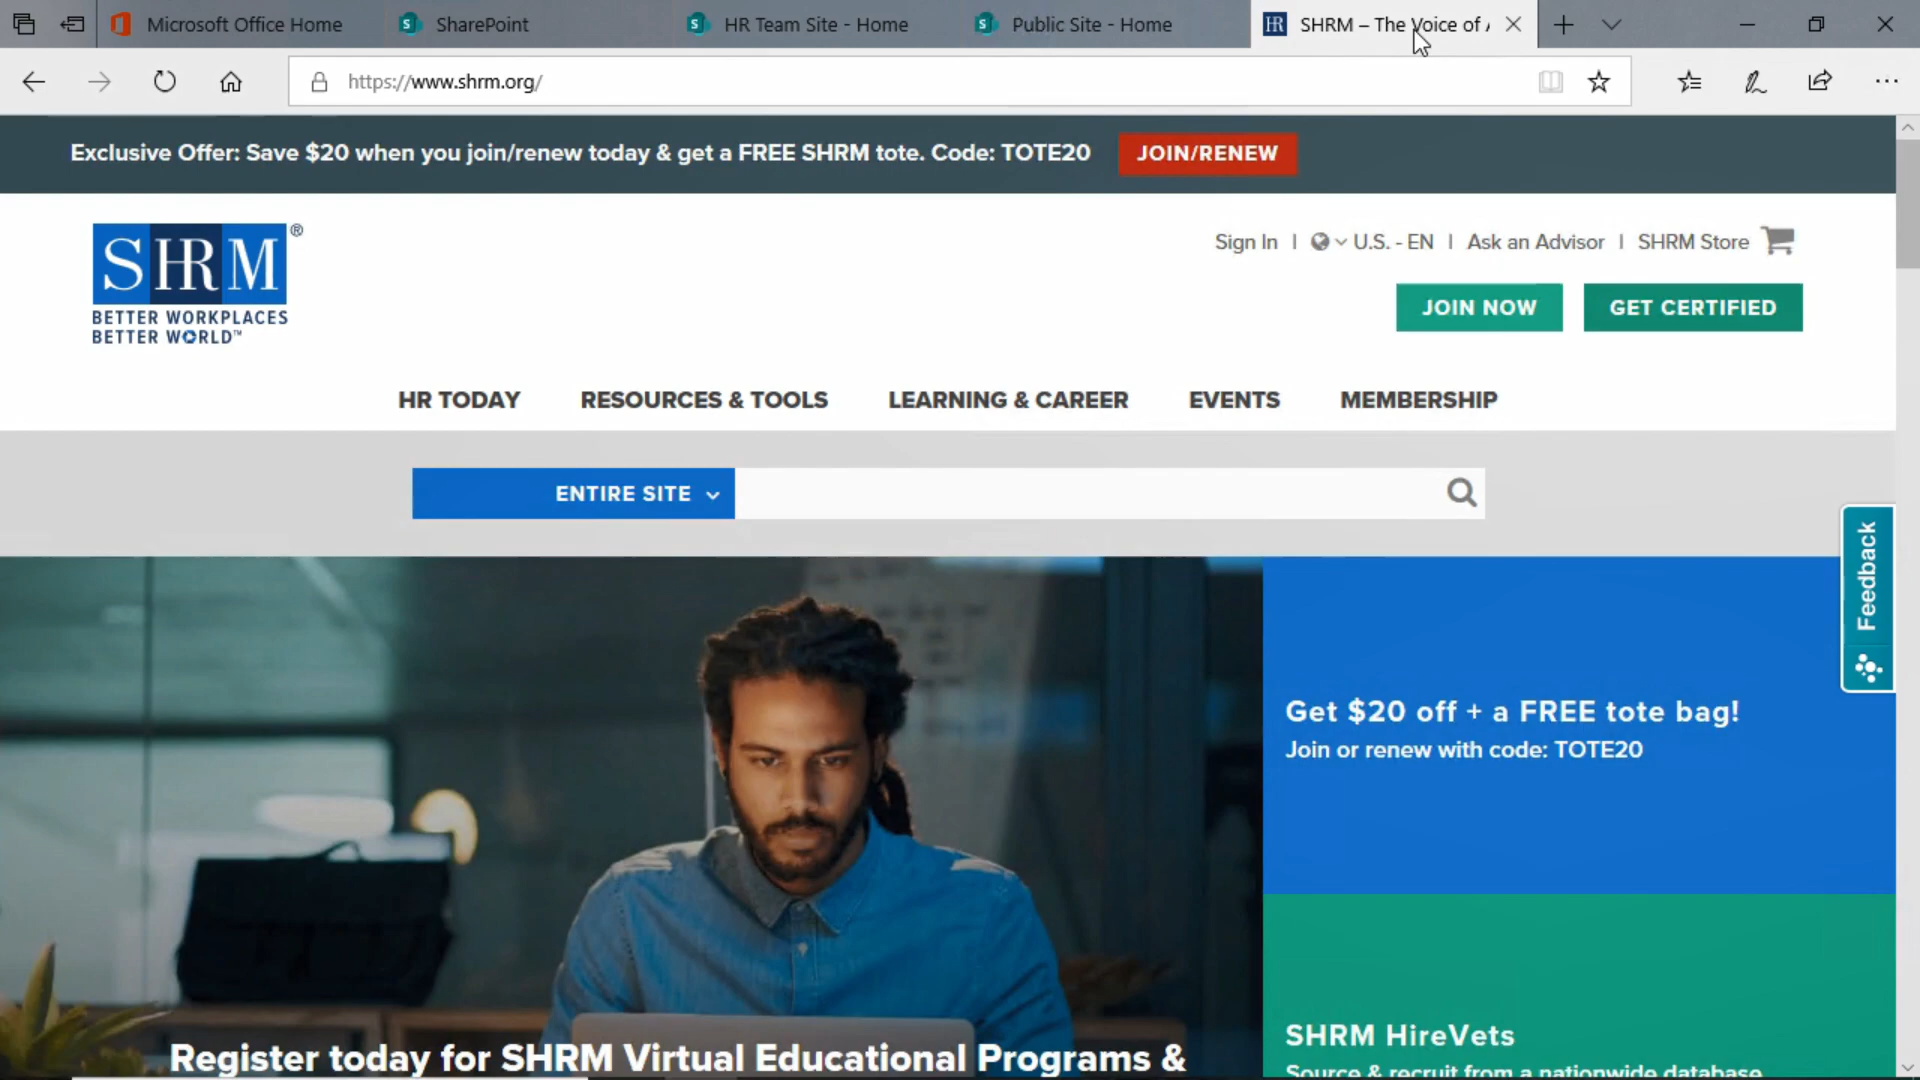 Microsoft Office Home
SharePoint
HR Team Site - Home
Public Site - Home
HR SHRM – The Voice of
https://www.shrm.org/
Exclusive Offer: Save $20 when you join/renew today & get a FREE SHRM tote. Code: TOTE20
JOIN/RENEW
SHRM®
BETTER WORKPLACES
BETTER WORLD™
Sign In | U.S. - EN | Ask an Advisor | SHRM Store
JOIN NOW
GET CERTIFIED
HR TODAY
RESOURCES & TOOLS
LEARNING & CAREER
EVENTS
MEMBERSHIP
ENTIRE SITE
Feedback
Get $20 off + a FREE tote bag!
Join or renew with code: TOTE20
SHRM HireVets
Source & recruit from a nationwide database
Register today for SHRM Virtual Educational Programs &